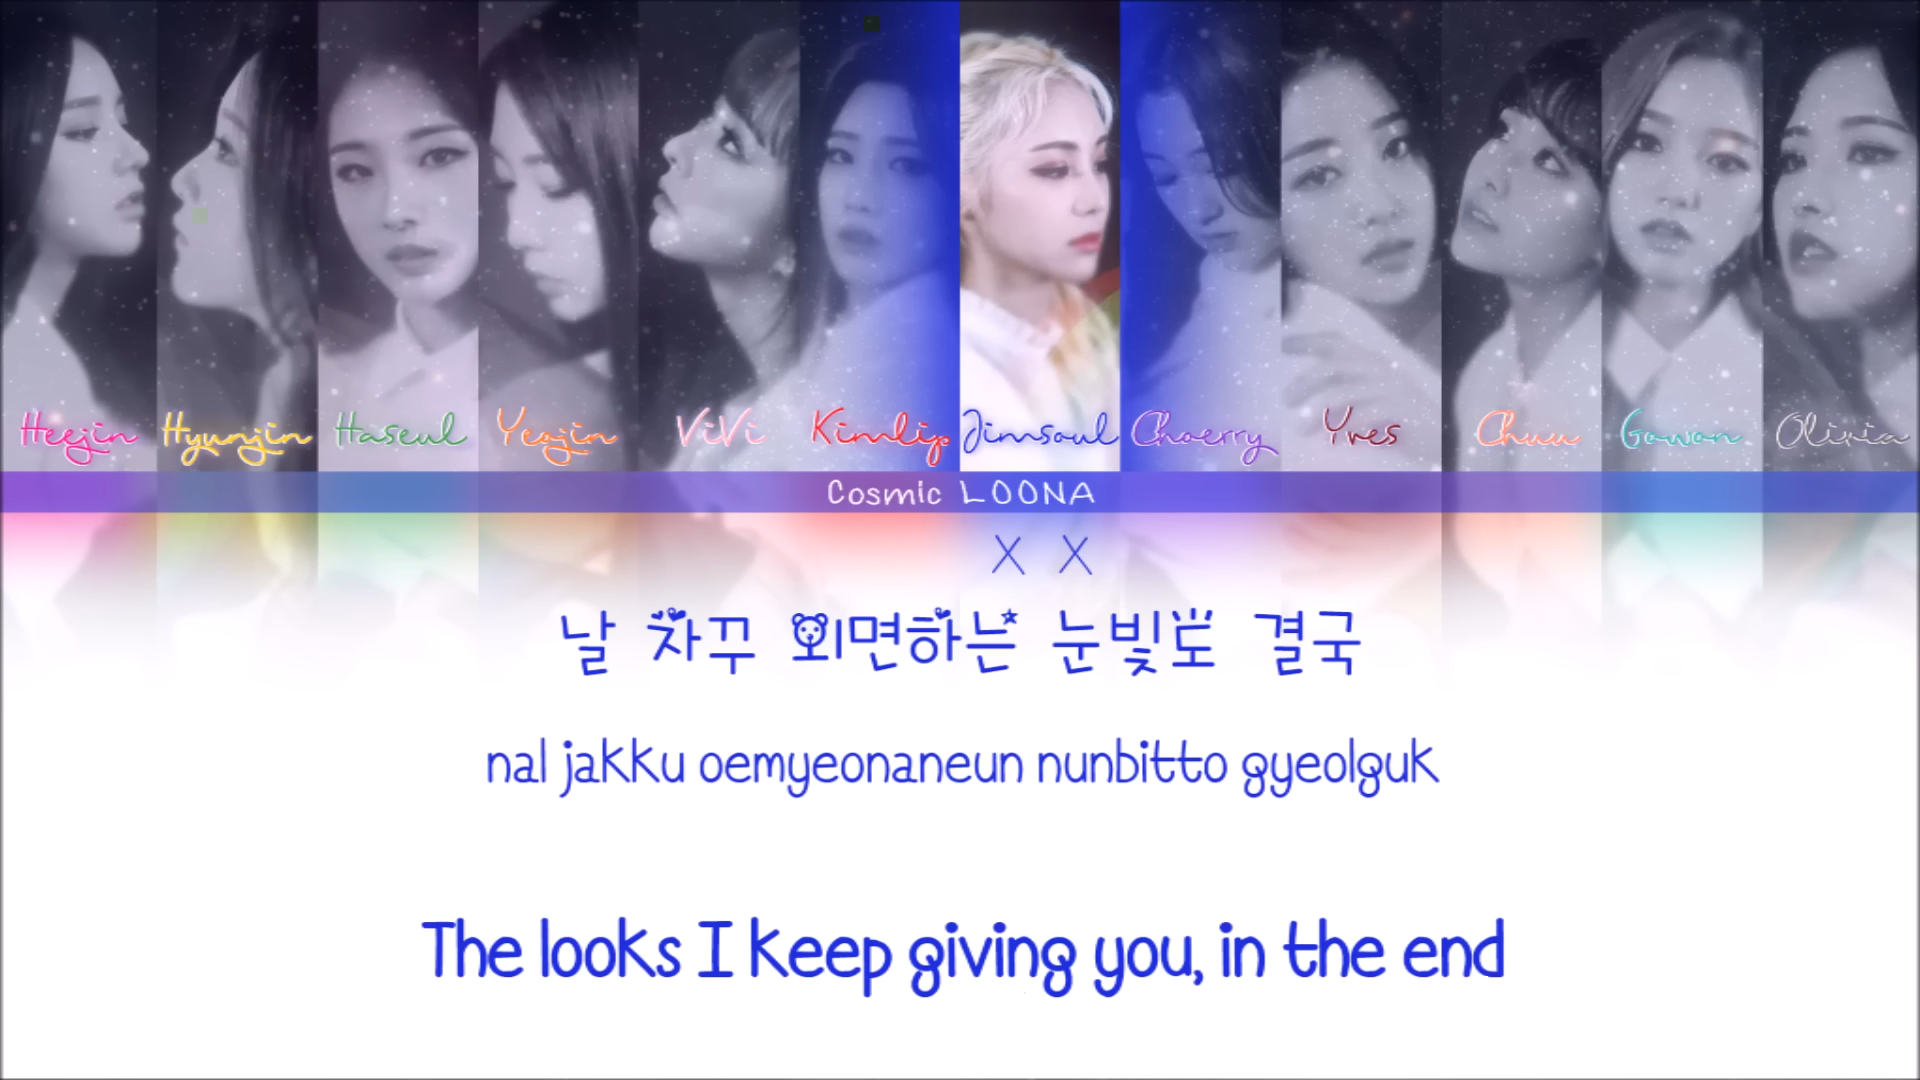 Heejin Hyunjin Haseul Yeojin ViVi Kimlip Jinsoul Choerry Yves Chuu Gowon Olivia
Cosmic LOONA
X X
날 자꾸 외면하는 눈빛도 결국
nal jakku oemyeonaneun nunbitto gyeolguk
The looks I keep giving you, in the end